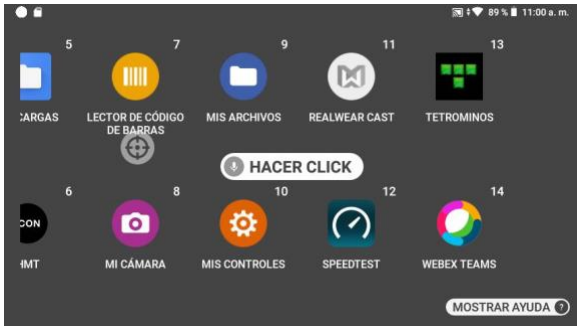 89 % 11:00 a. m.
5 7 9 11 13
CARGAS LECTOR DE CÓDIGO MIS ARCHIVOS REALWEAR CAST TETROMINOS
DE BARRAS
HACER CLICK
6 8 10 12 14
CON
HMT MI CÁMARA MIS CONTROLES SPEEDTEST WEBEX TEAMS
MOSTRAR AYUDA ?